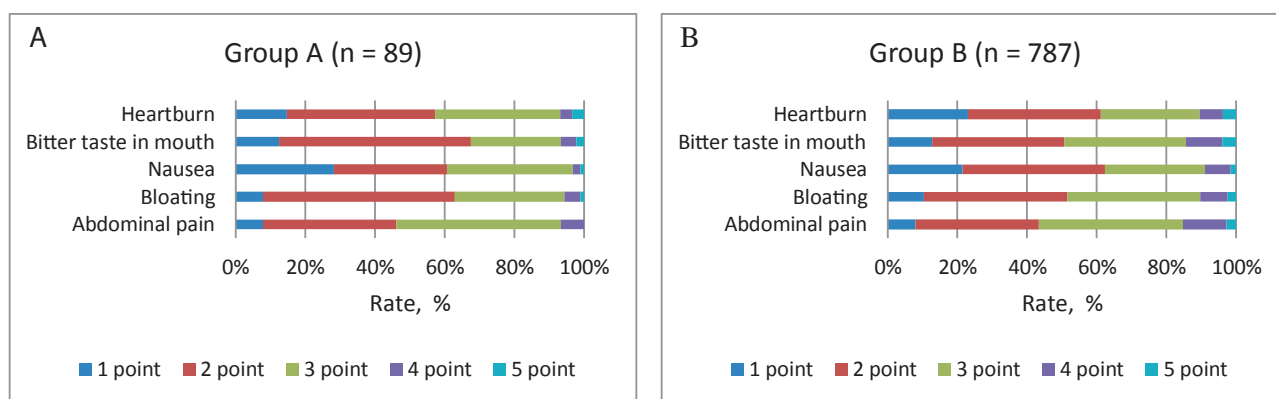 A
Group A (n = 89)
Heartburn
Bitter taste in mouth
Nausea
Bloating
Abdominal pain
0% 20% 40% 60% 80% 100%
Rate, %
1 point 2 point 3 point 4 point 5 point
B
Group B (n = 787)
Heartburn
Bitter taste in mouth
Nausea
Bloating
Abdominal pain
0% 20% 40% 60% 80% 100%
Rate, %
1 point 2 point 3 point 4 point 5 point